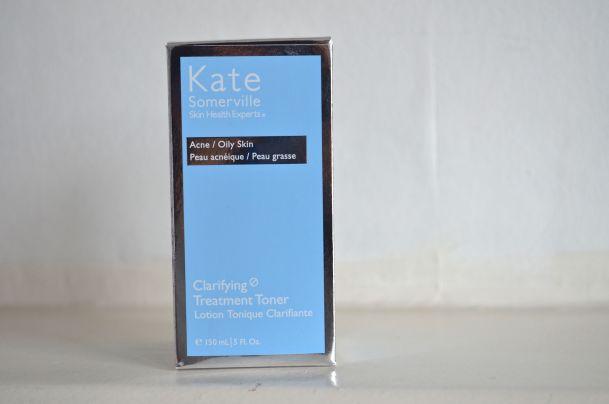 Kate
Somerville
Skin Health Experts®
Acne / Oily Skin
Peau acnéique / Peau grasse
Clarifying
Treatment Toner
Lotion Tonique Clarifiante
℮ 150 mL|5 Fl. Oz.